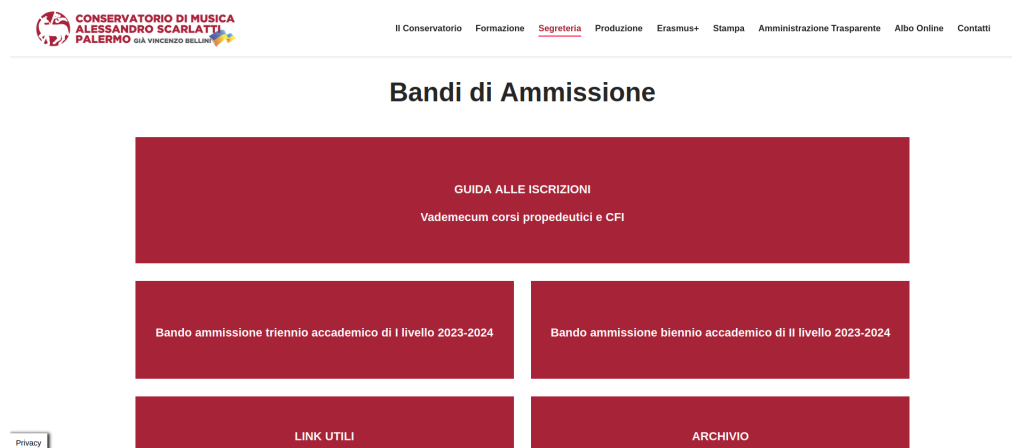 CONSERVATORIO DI MUSICA
ALESSANDRO SCARLATTI
PALERMO GIÀ VINCENZO BELLINI
Il Conservatorio Formazione Segreteria Produzione Erasmus+ Stampa Amministrazione Trasparente Albo Online Contatti
Bandi di Ammissione
GUIDA ALLE ISCRIZIONI
Vademecum corsi propedeutici e CFI
Bando ammissione triennio accademico di I livello 2023-2024
Bando ammissione biennio accademico di II livello 2023-2024
LINK UTILI
ARCHIVIO
Privacy